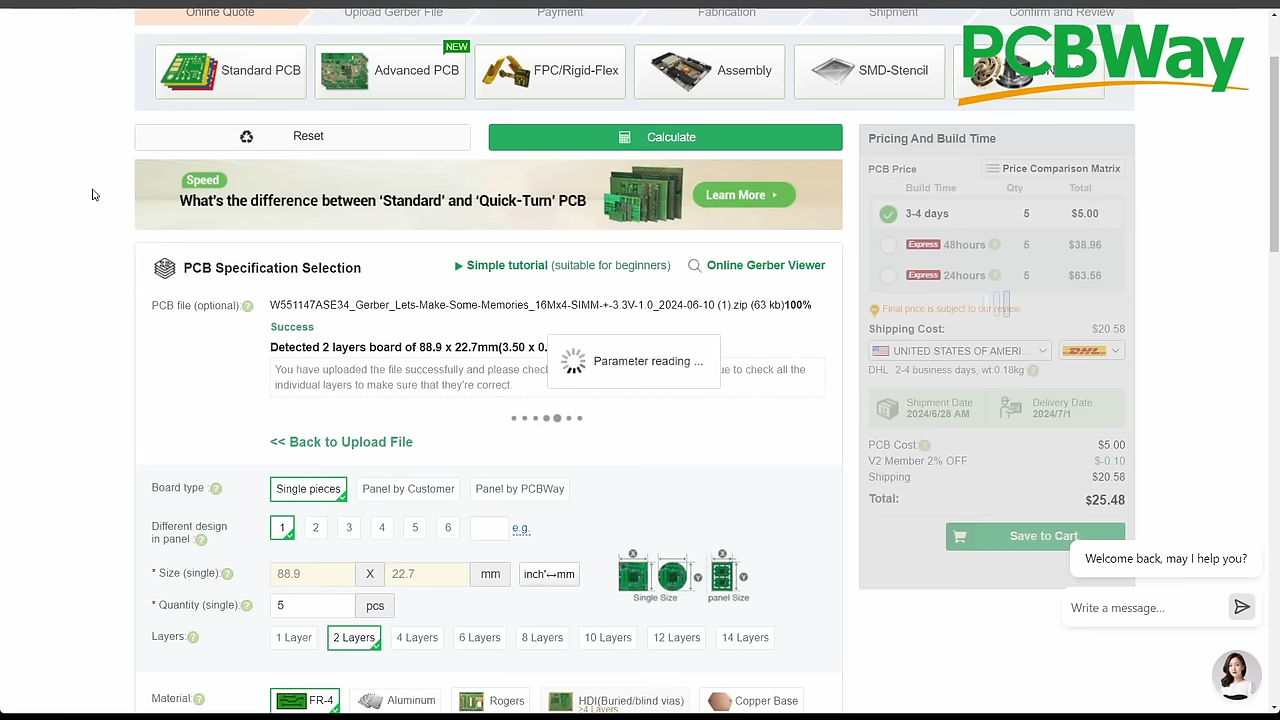 Online Quote
Upload Gerber File
Payment
Fabrication
Shipment
Confirm and Review
PCBWay
Standard PCB
NEW
Advanced PCB
FPC/Rigid-Flex
Assembly
SMD-Stencil
Reset
Calculate
Speed
What's the difference between 'Standard' and 'Quick-Turn' PCB
Learn More
PCB Specification Selection
Simple tutorial (suitable for beginners)
Online Gerber Viewer
PCB file (optional):
W551147ASE34_Gerber_Lets-Make-Some-Memories_16Mx4-SIMM-+-3.3V-1.0_2024-06-10 (1).zip (63 kb)100%
Success
Detected 2 layers board of 88.9 x 22.7mm(3.50 x 0.
Parameter reading ...
You have uploaded the file successfully and please chec ue to check all the
individual layers to make sure that they're correct.
<< Back to Upload File
Board type :
Single pieces
Panel by Customer
Panel by PCBWay
Different design
in panel :
1 2 3 4 5 6 e.g.
* Size (single):
88.9 X 22.7 mm inch↔mm
Single Size
panel Size
* Quantity (single):
5 pcs
Layers:
1 Layer 2 Layers 4 Layers 6 Layers 8 Layers 10 Layers 12 Layers 14 Layers
Material:
FR-4 Aluminum Rogers HDI(Buried/blind vias) Copper Base
>4 Layers
Pricing And Build Time
PCB Price
Price Comparison Matrix
Build Time Qty Total
3-4 days 5 $5.00
Express 48hours 5 $38.96
Express 24hours 5 $63.56
Final price is subject to our review.
Shipping Cost: $20.58
UNITED STATES OF AMERI...
DHL
DHL 2-4 business days, wt:0.18kg
Shipment Date
2024/6/28 AM
Delivery Date
2024/7/1
PCB Cost $5.00
V2 Member 2% OFF $-0.10
Shipping: $20.58
Total: $25.48
Save to Cart
Welcome back, may I help you?
Write a message...